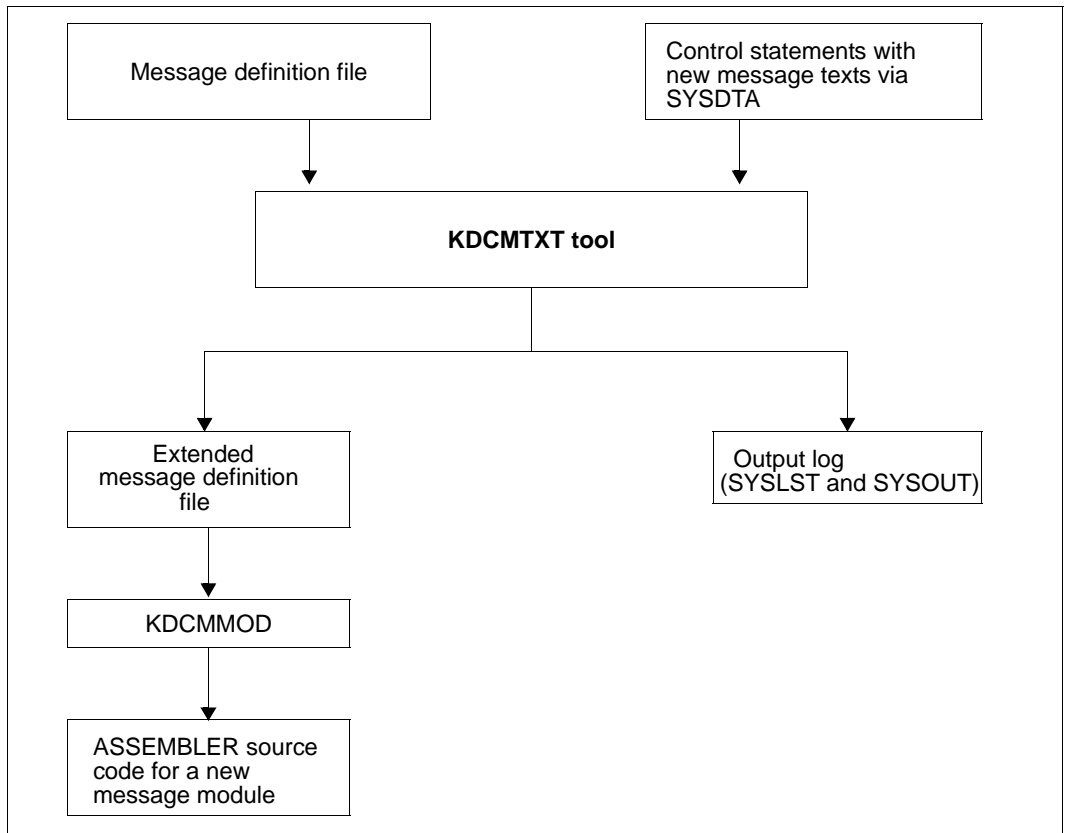 Message definition file
Control statements with
new message texts via
SYSDTA
KDCMTXT tool
Extended
message definition
file
Output log
(SYSLST and SYSOUT)
KDCMMOD
ASSEMBLER source
code for a new
message module